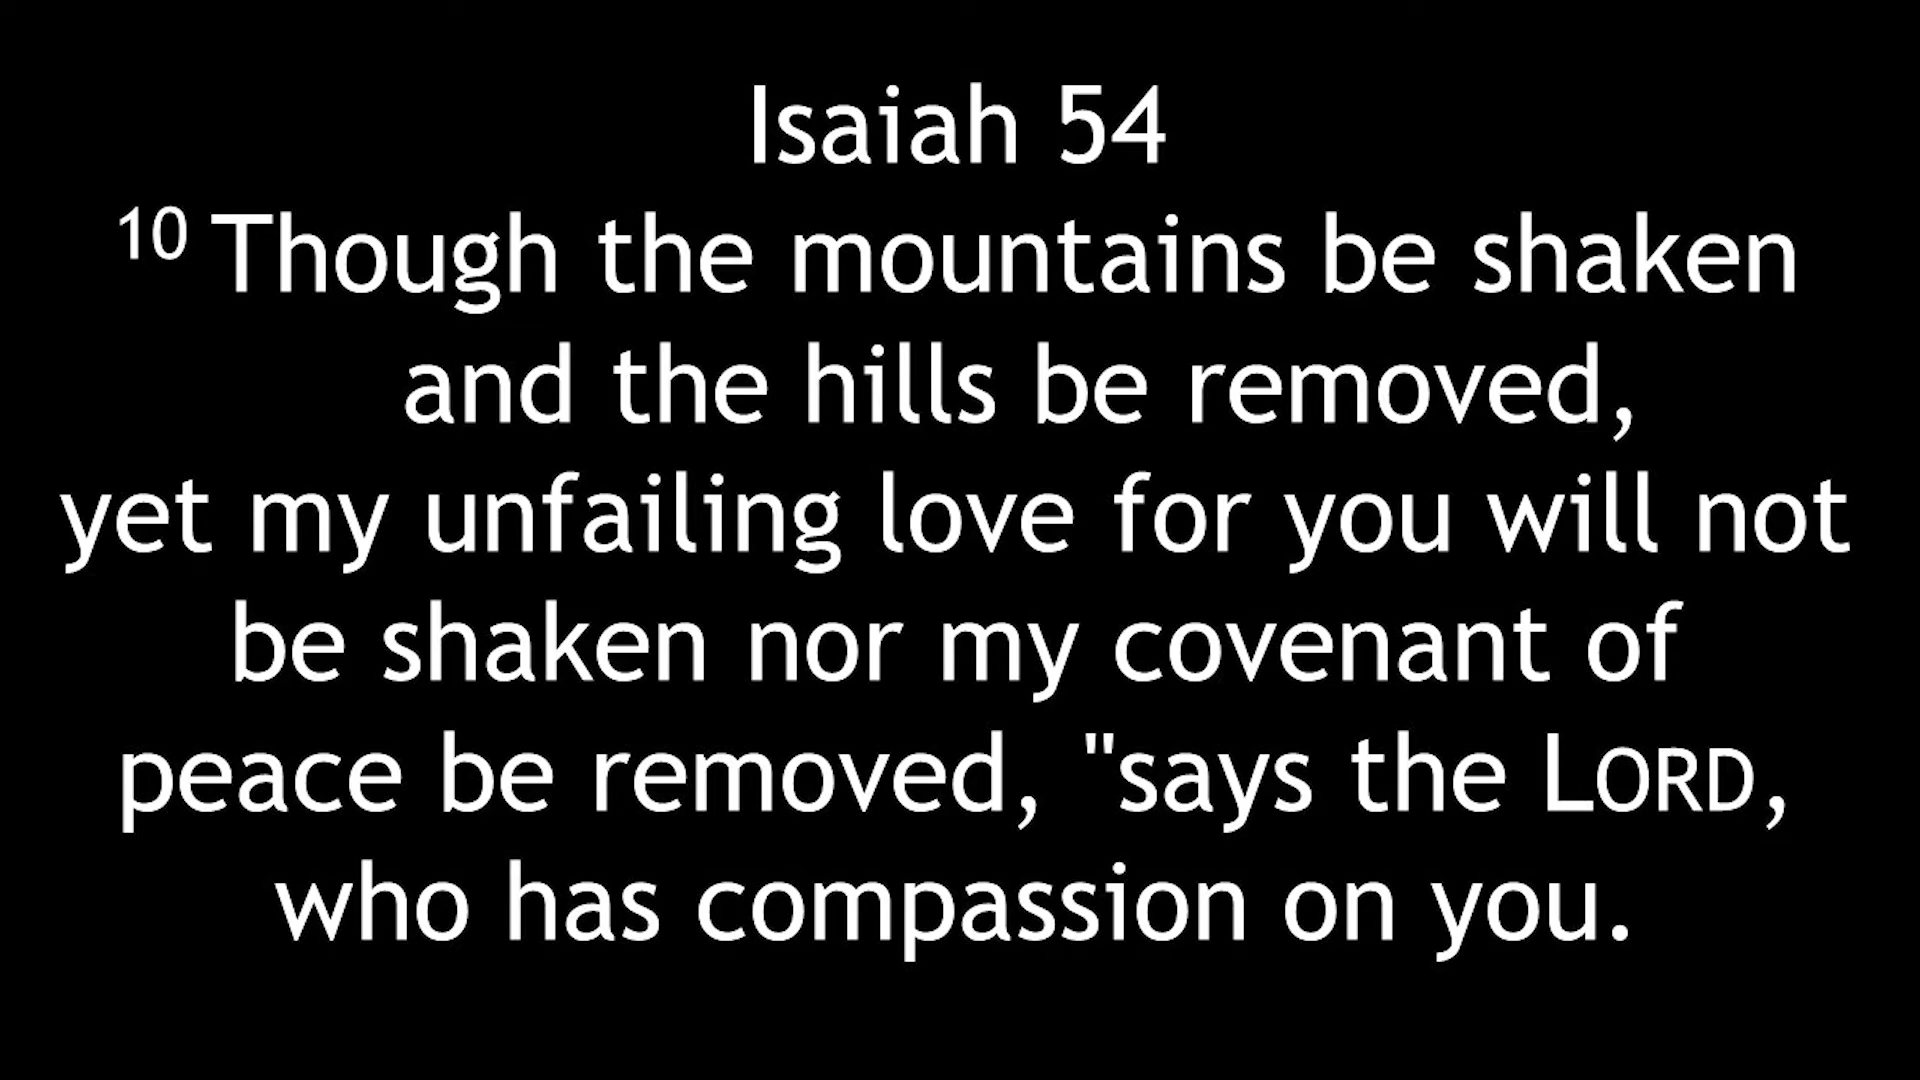 Isaiah 54
10 Though the mountains be shaken
and the hills be removed,
yet my unfailing love for you will not
be shaken nor my covenant of
peace be removed, "says the LORD,
who has compassion on you.